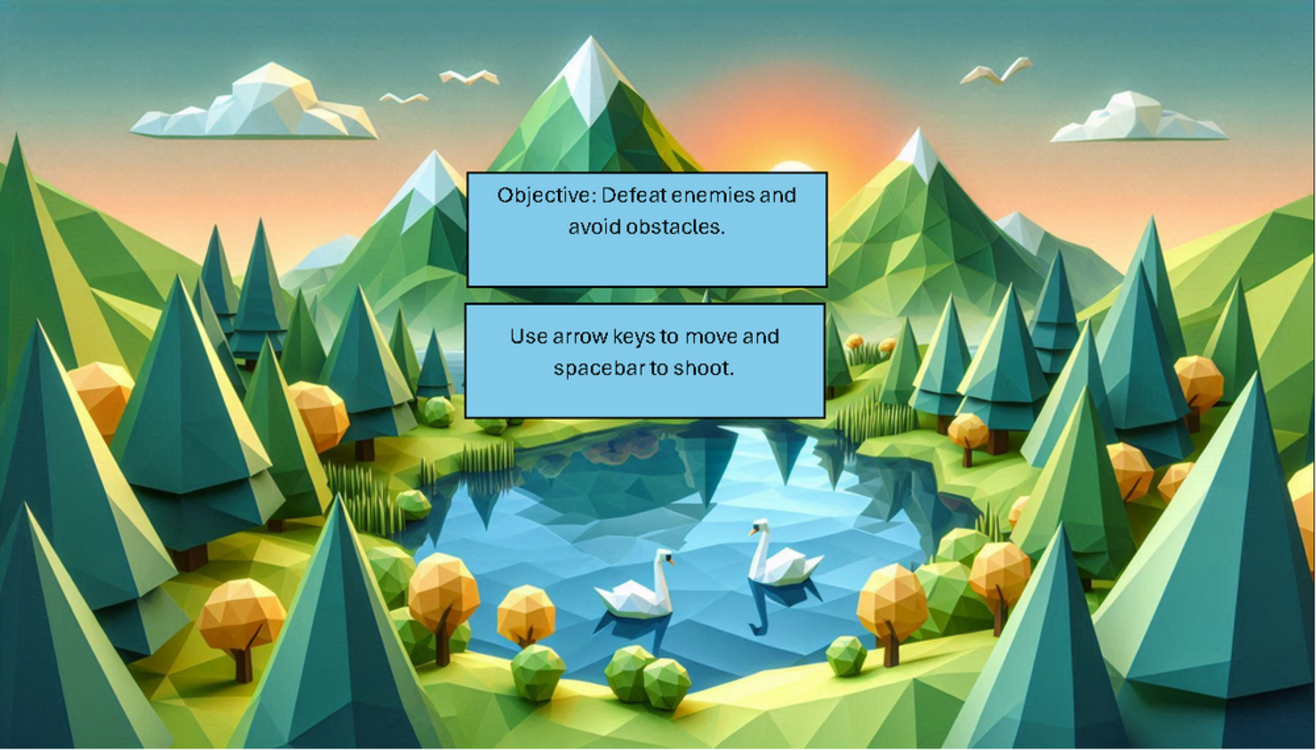 Objective: Defeat enemies and
avoid obstacles.
Use arrow keys to move and
spacebar to shoot.